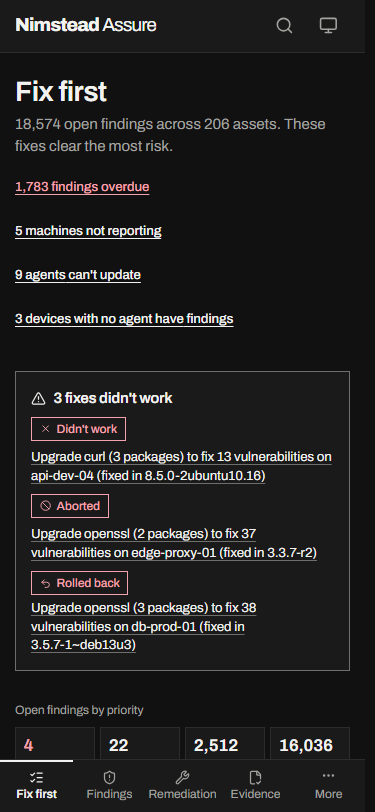 Nimstead Assure
Fix first
18,574 open findings across 206 assets. These
fixes clear the most risk.
1,783 findings overdue
5 machines not reporting
9 agents can't update
3 devices with no agent have findings
3 fixes didn't work
Didn't work
Upgrade curl (3 packages) to fix 13 vulnerabilities on
api-dev-04 (fixed in 8.5.0-2ubuntu10.16)
Aborted
Upgrade openssl (2 packages) to fix 37
vulnerabilities on edge-proxy-01 (fixed in 3.3.7-r2)
Rolled back
Upgrade openssl (3 packages) to fix 38
vulnerabilities on db-prod-01 (fixed in
3.5.7-1~deb13u3)
Open findings by priority
4 22 2,512 16,036
Fix first Findings Remediation Evidence More